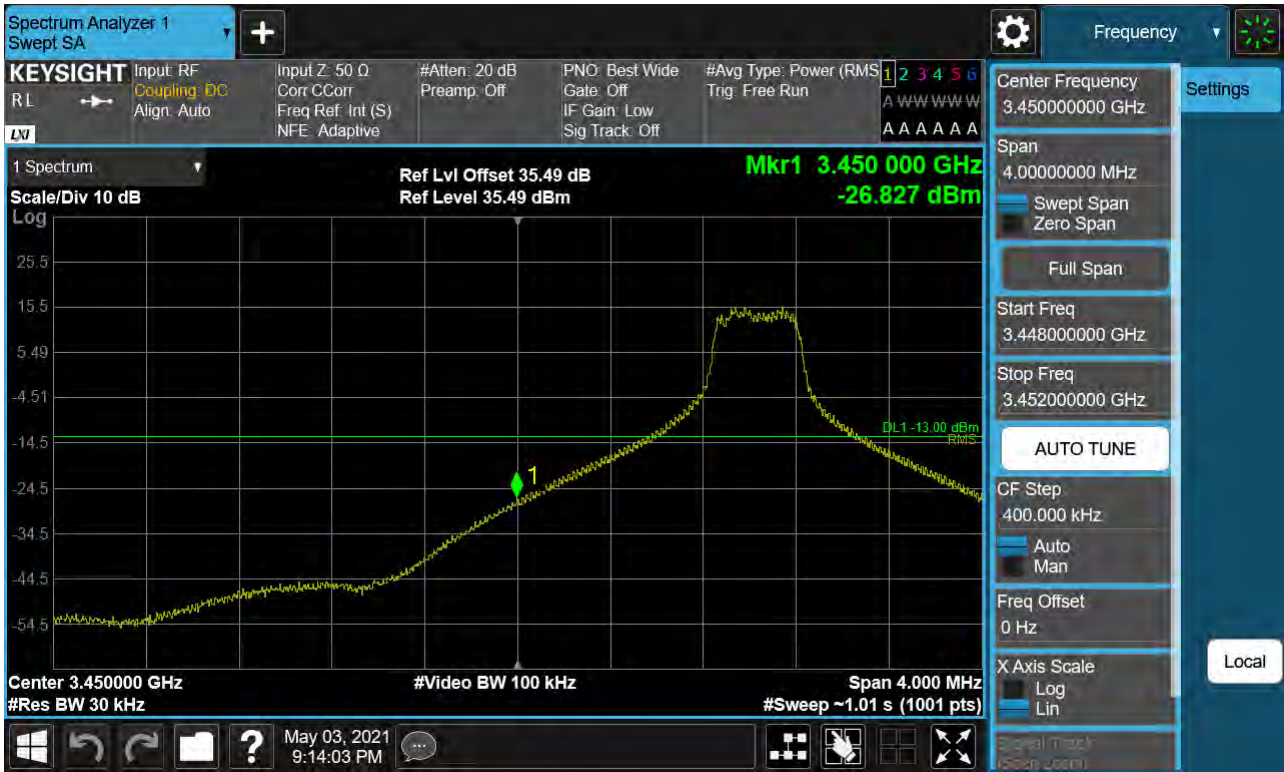 Spectrum Analyzer 1
Swept SA
Frequency
KEYSIGHT
RL
LXI
Input: RF
Coupling: DC
Align: Auto
Input Z: 50 Ω
Corr CCorr
Freq Ref: Int (S)
NFE: Adaptive
#Atten: 20 dB
Preamp: Off
PNO: Best Wide
Gate: Off
IF Gain: Low
Sig Track: Off
#Avg Type: Power (RMS
Trig: Free Run
1 2 3 4 5 6
A W W W W W
A A A A A A
1 Spectrum
Scale/Div 10 dB
Log
Ref Lvl Offset 35.49 dB
Ref Level 35.49 dBm
Mkr1 3.450 000 GHz
-26.827 dBm
25.5
15.5
5.49
-4.51
-14.5
-24.5
-34.5
-44.5
-54.5
1
DL1 -13.00 dBm
RMS
Center 3.450000 GHz
#Res BW 30 kHz
#Video BW 100 kHz
Span 4.000 MHz
#Sweep ~1.01 s (1001 pts)
Center Frequency
3.450000000 GHz
Span
4.00000000 MHz
Swept Span
Zero Span
Full Span
Start Freq
3.448000000 GHz
Stop Freq
3.452000000 GHz
AUTO TUNE
CF Step
400.000 kHz
Auto
Man
Freq Offset
0 Hz
X Axis Scale
Log
Lin
Signal Track
(Span Zoom)
Settings
Local
?
May 03, 2021
9:14:03 PM